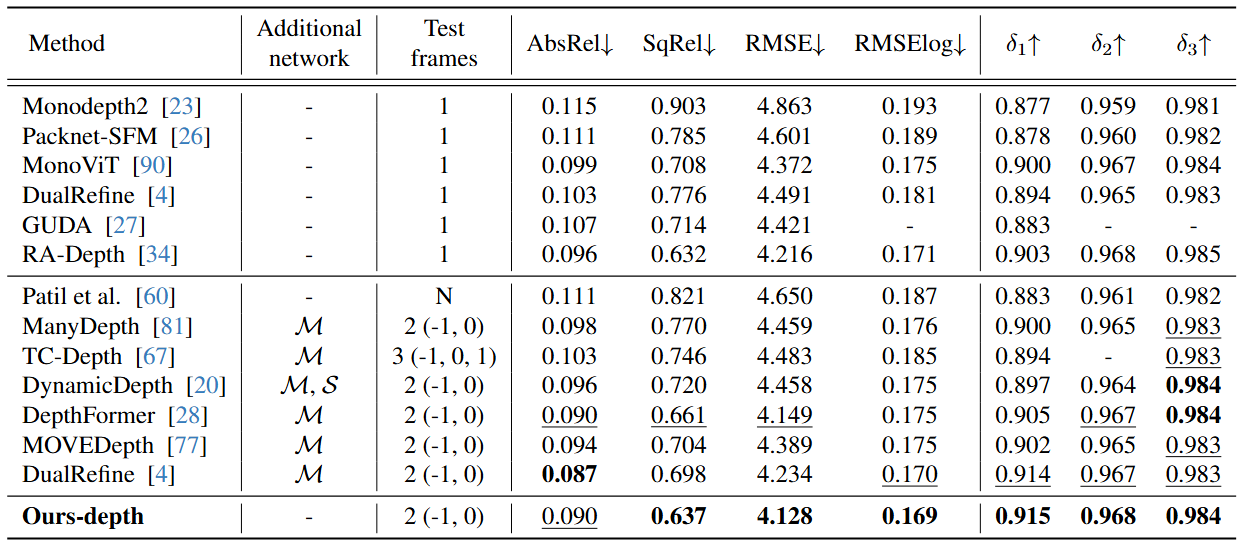 Method Additional network Test frames AbsRel↓ SqRel↓ RMSE↓ RMSElog↓ δ1↑ δ2↑ δ3↑
Monodepth2 [23] - 1 0.115 0.903 4.863 0.193 0.877 0.959 0.981
Packnet-SFM [26] - 1 0.111 0.785 4.601 0.189 0.878 0.960 0.982
MonoViT [90] - 1 0.099 0.708 4.372 0.175 0.900 0.967 0.984
DualRefine [4] - 1 0.103 0.776 4.491 0.181 0.894 0.965 0.983
GUDA [27] - 1 0.107 0.714 4.421 - 0.883 - -
RA-Depth [34] - 1 0.096 0.632 4.216 0.171 0.903 0.968 0.985
Patil et al. [60] - N 0.111 0.821 4.650 0.187 0.883 0.961 0.982
ManyDepth [81] ℳ 2 (-1, 0) 0.098 0.770 4.459 0.176 0.900 0.965 0.983
TC-Depth [67] ℳ 3 (-1, 0, 1) 0.103 0.746 4.483 0.185 0.894 - 0.983
DynamicDepth [20] ℳ, 𝒮 2 (-1, 0) 0.096 0.720 4.458 0.175 0.897 0.964 0.984
DepthFormer [28] ℳ 2 (-1, 0) 0.090 0.661 4.149 0.175 0.905 0.967 0.984
MOVEDepth [77] ℳ 2 (-1, 0) 0.094 0.704 4.389 0.175 0.902 0.965 0.983
DualRefine [4] ℳ 2 (-1, 0) 0.087 0.698 4.234 0.170 0.914 0.967 0.983
Ours-depth - 2 (-1, 0) 0.090 0.637 4.128 0.169 0.915 0.968 0.984